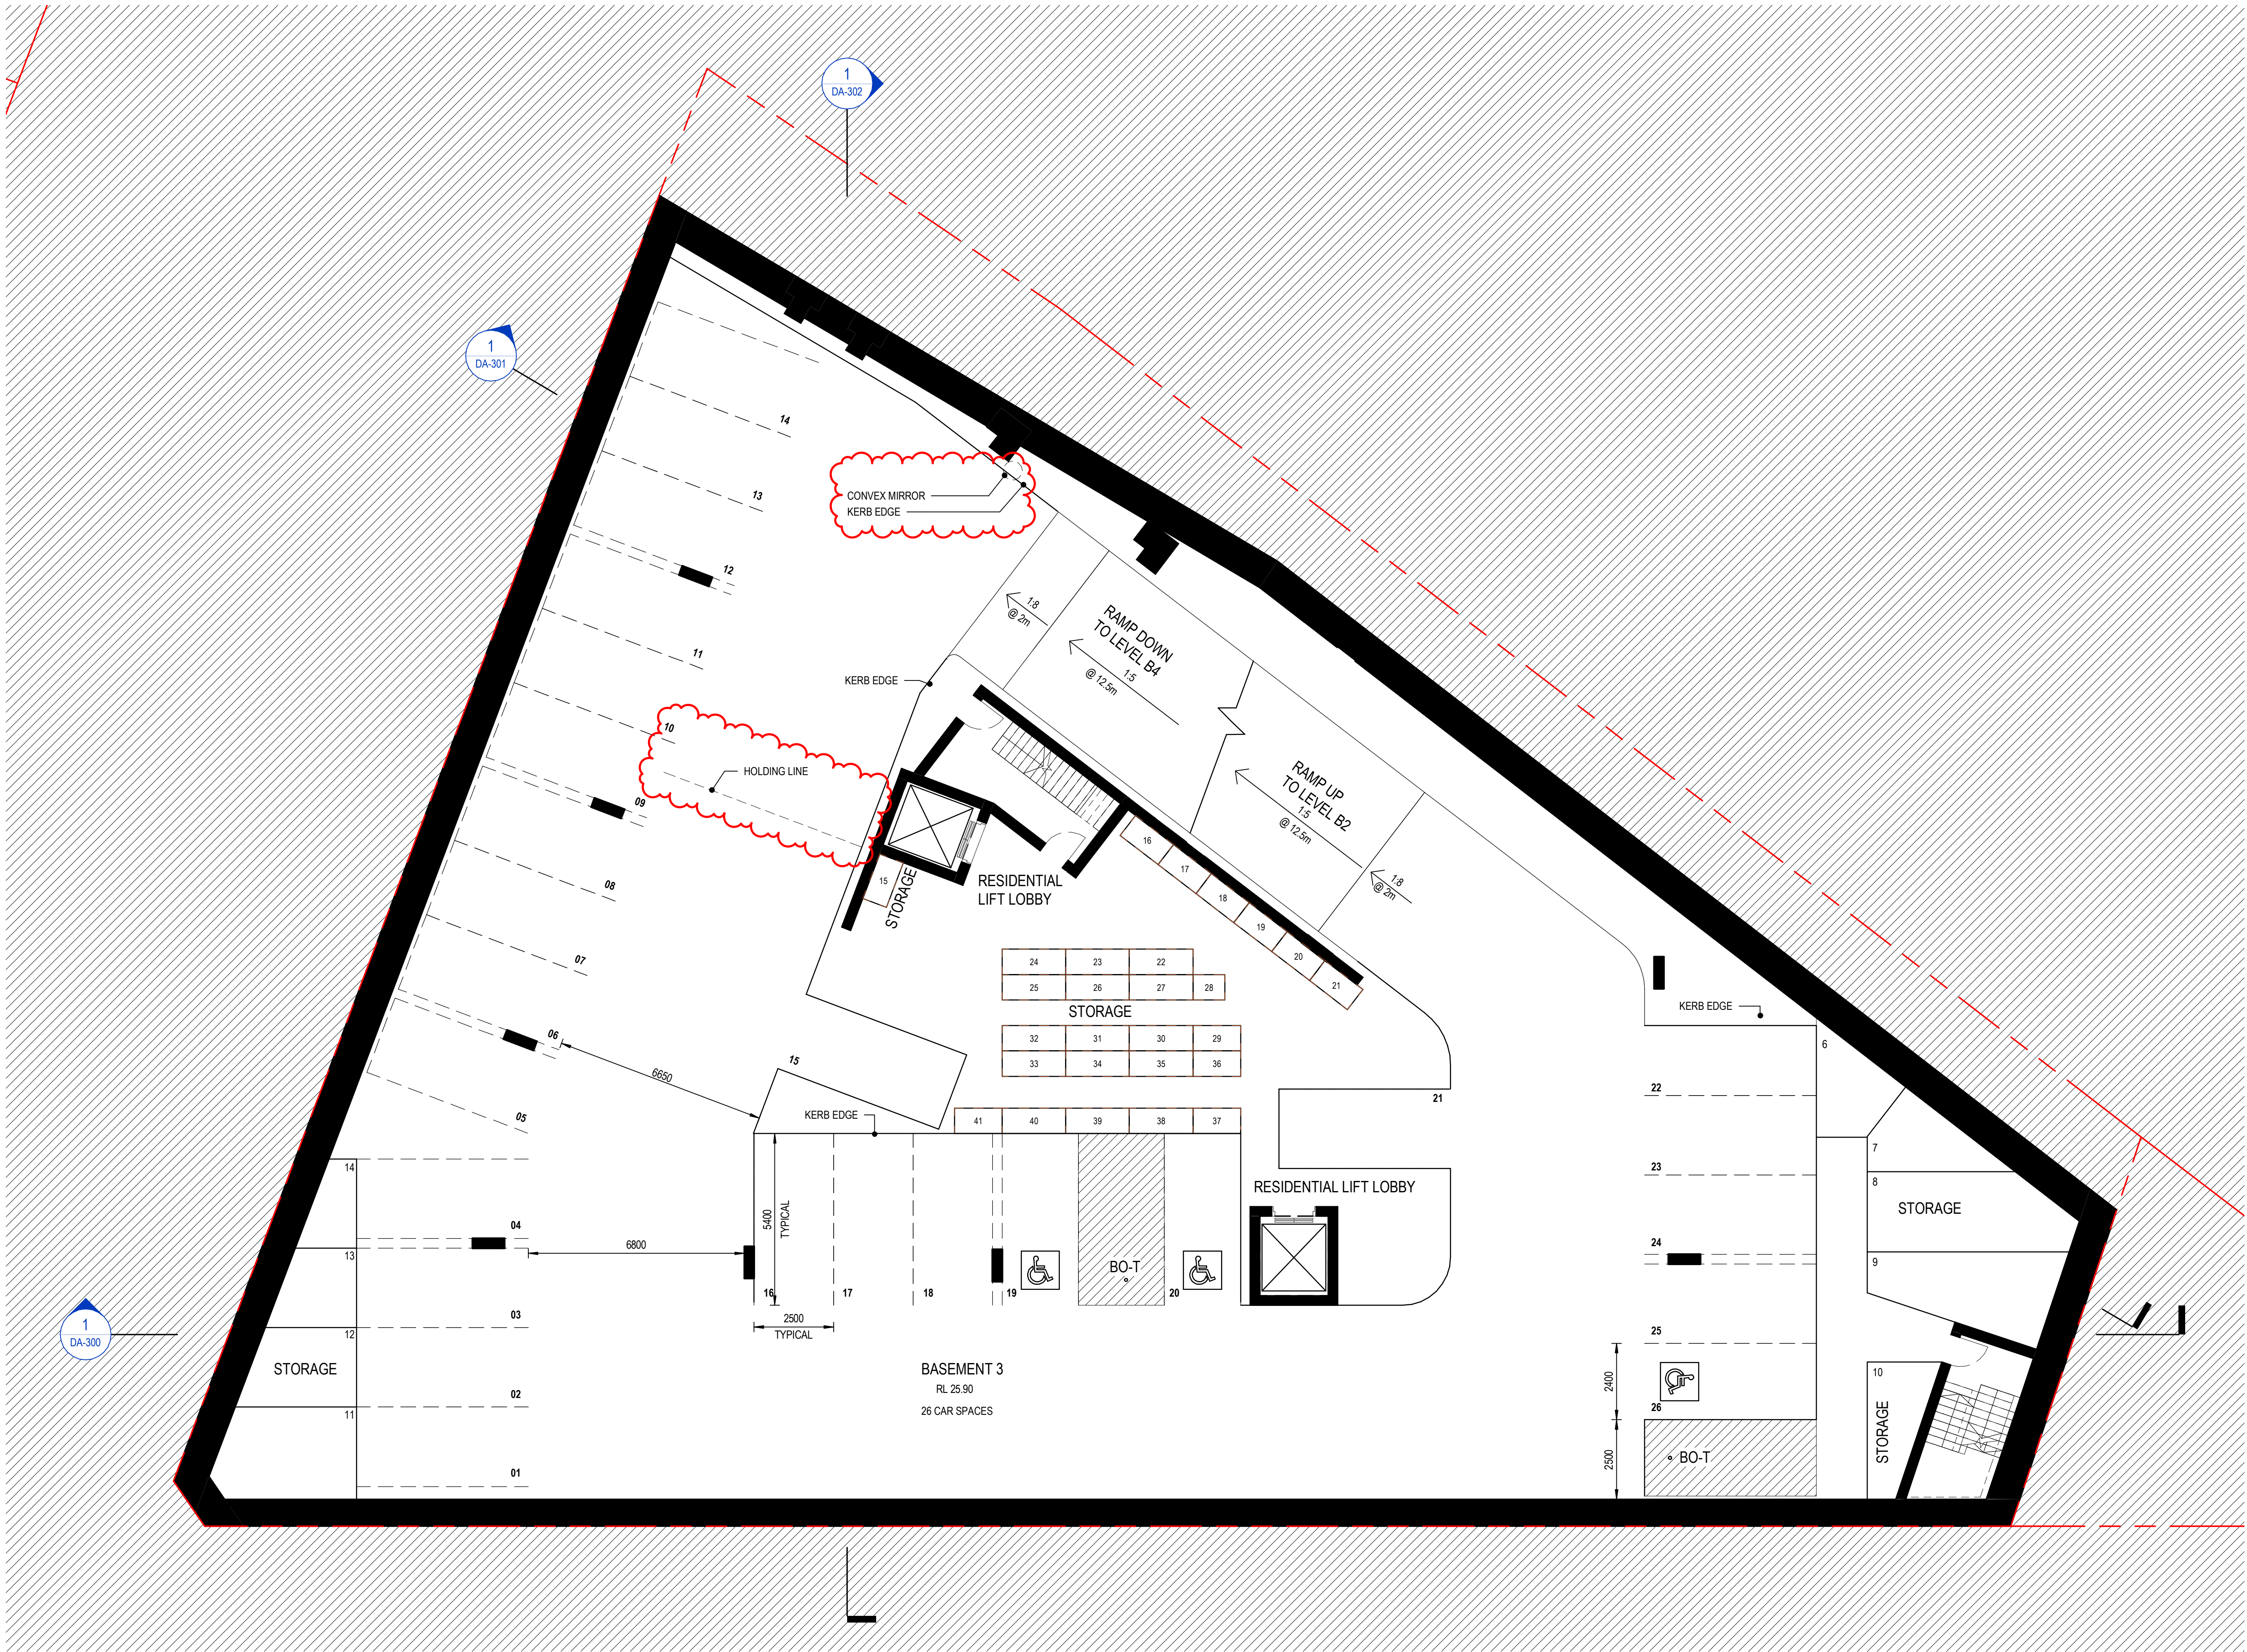 1
DA-302
1
DA-301
14
CONVEX MIRROR
KERB EDGE
13
12
1:8
@ 2m
RAMP DOWN
TO LEVEL B4
1:5
@ 12.5m
11
KERB EDGE
10
HOLDING LINE
RAMP UP
TO LEVEL B2
1:5
@ 12.5m
09
1:8
@ 2m
16
17
18
19
20
21
15
STORAGE
RESIDENTIAL
LIFT LOBBY
08
07
24
23
22
25
26
27
28
STORAGE
KERB EDGE
32
31
30
29
33
34
35
36
06
6650
15
05
KERB EDGE
41
40
39
38
37
21
6
22
7
23
8
STORAGE
9
24
25
14
13
12
STORAGE
11
04
03
02
01
6800
5400
TYPICAL
16
17
18
19
20
BO-T
2500
TYPICAL
RESIDENTIAL LIFT LOBBY
1
DA-300
BASEMENT 3
RL 25.90
26 CAR SPACES
2400
26
2500
BO-T
10
STORAGE